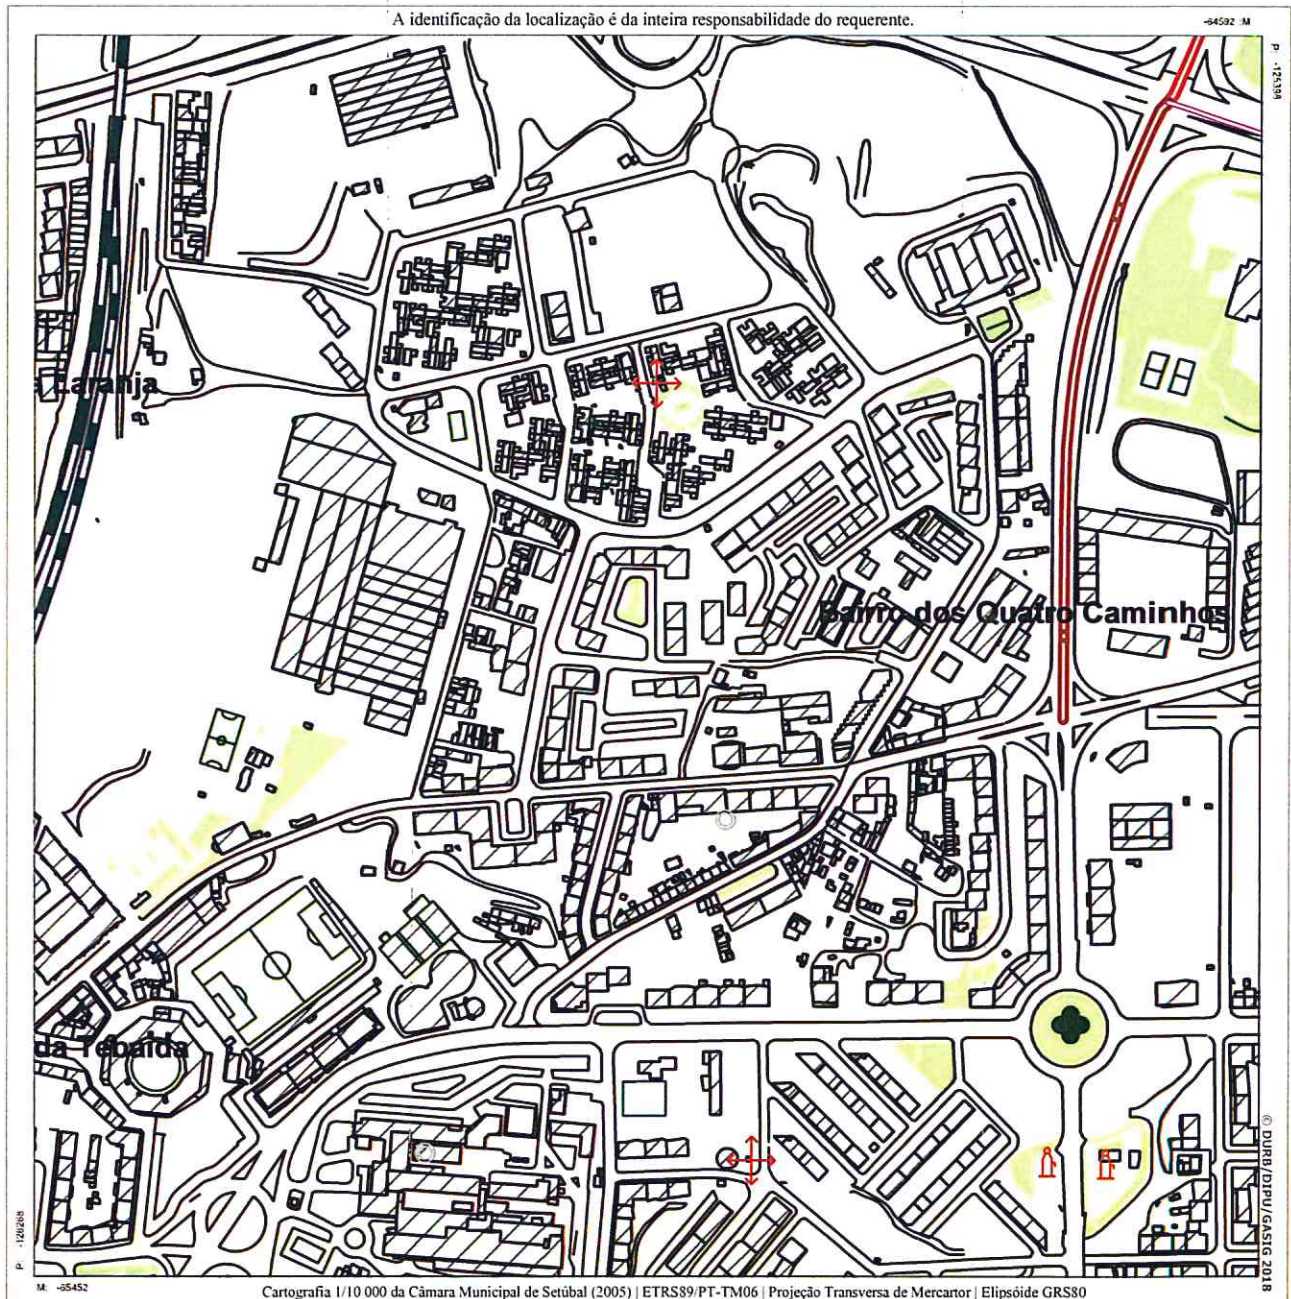 A identificação da localização é da inteira responsabilidade do requerente.
-64592 :M
P: -125394
Laranja
Bairro dos Quatro Caminhos
da Tebaida
© DURB/DIPU/GASIG 2018
P: -126268
M: -65452
Cartografia 1/10 000 da Câmara Municipal de Setúbal (2005) | ETRS89/PT-TM06 | Projeção Transversa de Mercartor | Elipsóide GRS80